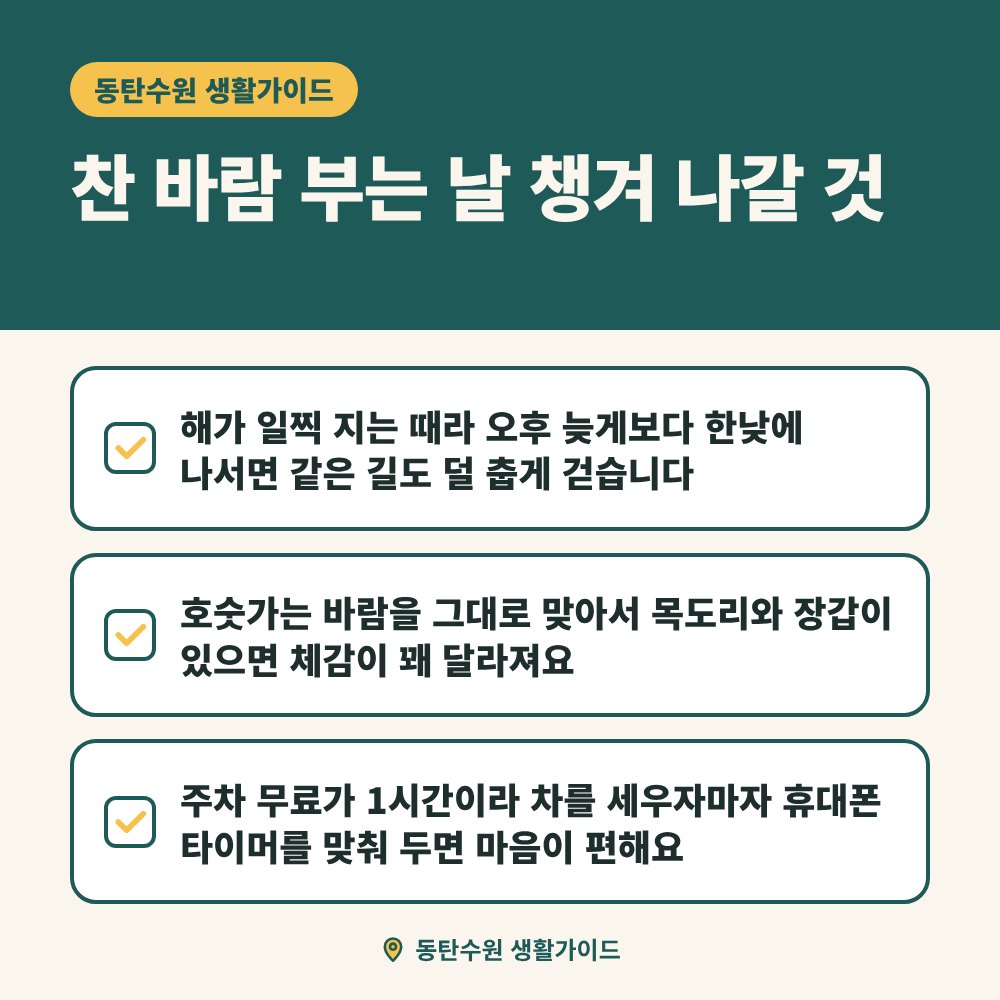 동탄수원 생활가이드
찬 바람 부는 날 챙겨 나갈 것
해가 일찍 지는 때라 오후 늦게보다 한낮에
나서면 같은 길도 덜 춥게 걷습니다
호숫가는 바람을 그대로 맞아서 목도리와 장갑이
있으면 체감이 꽤 달라져요
주차 무료가 1시간이라 차를 세우자마자 휴대폰
타이머를 맞춰 두면 마음이 편해요
동탄수원 생활가이드